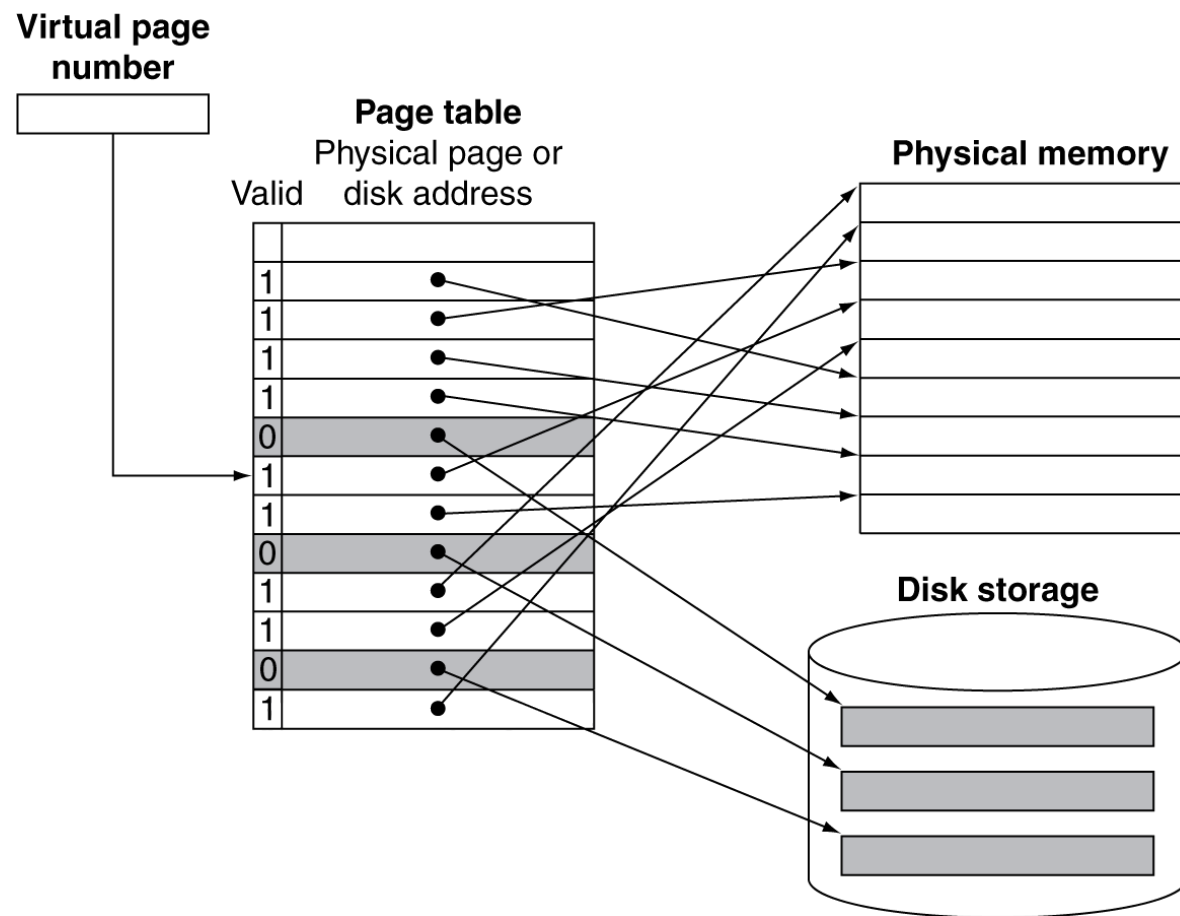 Virtual page
number
Page table
Physical page or
Valid disk address
1
1
1
1
0
1
1
0
1
1
0
1
Physical memory
Disk storage